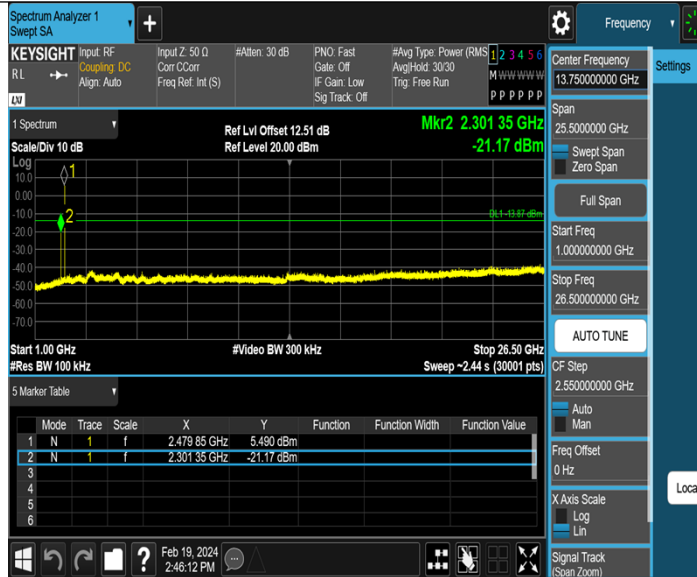 Spectrum Analyzer 1
Swept SA
+
Frequency
KEYSIGHT Input: RF Input Z: 50 Ω #Atten: 30 dB PNO: Fast #Avg Type: Power (RMS 1 2 3 4 5 6
RL Coupling: DC Corr CCorr Gate: Off Avg|Hold: 30/30 M W W W W W
Align: Auto Freq Ref: Int (S) IF Gain: Low Trig: Free Run
Sig Track: Off P P P P P P
LXI
1 Spectrum
Scale/Div 10 dB
Ref Lvl Offset 12.51 dB
Ref Level 20.00 dBm
Mkr2 2.301 35 GHz
-21.17 dBm
Log
10.0
0.00
-10.0
-20.0
-30.0
-40.0
-50.0
-60.0
-70.0
1
2
DL1 -13.87 dBm
Start 1.00 GHz #Video BW 300 kHz Stop 26.50 GHz
#Res BW 100 kHz Sweep ~2.44 s (30001 pts)
5 Marker Table
Mode Trace Scale X Y Function Function Width Function Value
1 N 1 f 2.479 85 GHz 5.490 dBm
2 N 1 f 2.301 35 GHz -21.17 dBm
3
4
5
6
?
Feb 19, 2024
2:46:12 PM
Center Frequency
13.750000000 GHz
Settings
Span
25.5000000 GHz
Swept Span
Zero Span
Full Span
Start Freq
1.000000000 GHz
Stop Freq
26.500000000 GHz
AUTO TUNE
CF Step
2.550000000 GHz
Auto
Man
Freq Offset
0 Hz
X Axis Scale
Log
Lin
Signal Track
(Span Zoom)
Loca